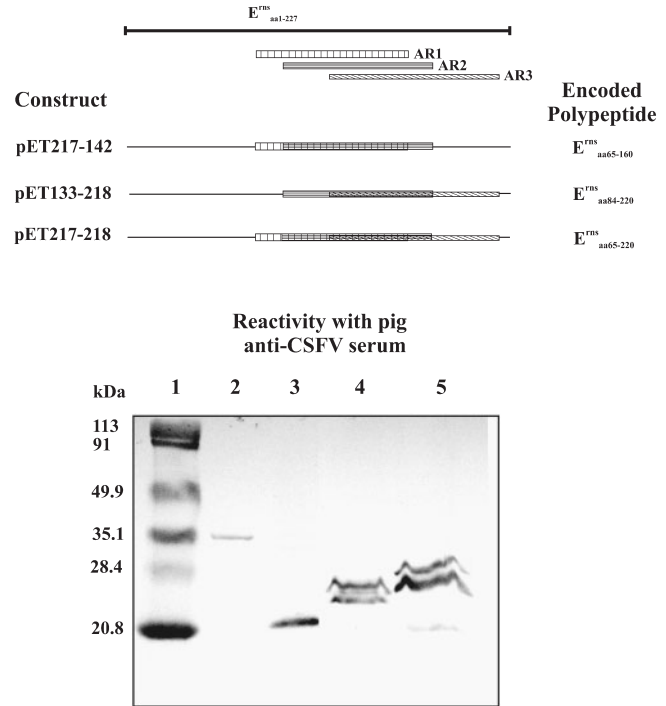 E^rns aa1-227
AR1
AR2
AR3
Construct
Encoded
Polypeptide
pET217-142
E^rns aa65-160
pET133-218
E^rns aa84-220
pET217-218
E^rns aa65-220
Reactivity with pig
anti-CSFV serum
kDa 1 2 3 4 5
113
91
49.9
35.1
28.4
20.8